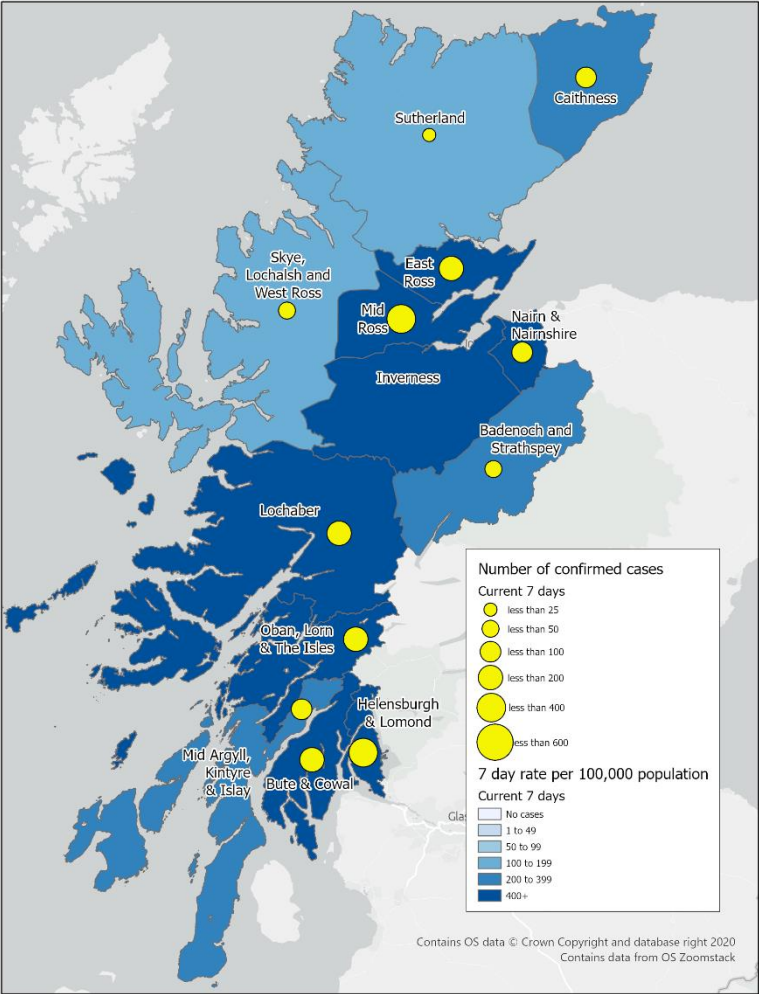 Caithness
Sutherland
Skye,
Lochalsh and
West Ross
East
Ross
Mid
Ross
Nairn &
Nairnshire
Inverness
Badenoch and
Strathspey
Lochaber
Oban, Lorn
& The Isles
Helensburgh
& Lomond
Mid Argyll,
Kintyre
& Islay
Bute & Cowal
Glas
Number of confirmed cases
Current 7 days
less than 25
less than 50
less than 100
less than 200
less than 400
less than 600
7 day rate per 100,000 population
Current 7 days
No cases
1 to 49
50 to 99
100 to 199
200 to 399
400+
Contains OS data © Crown Copyright and database right 2020
Contains data from OS Zoomstack